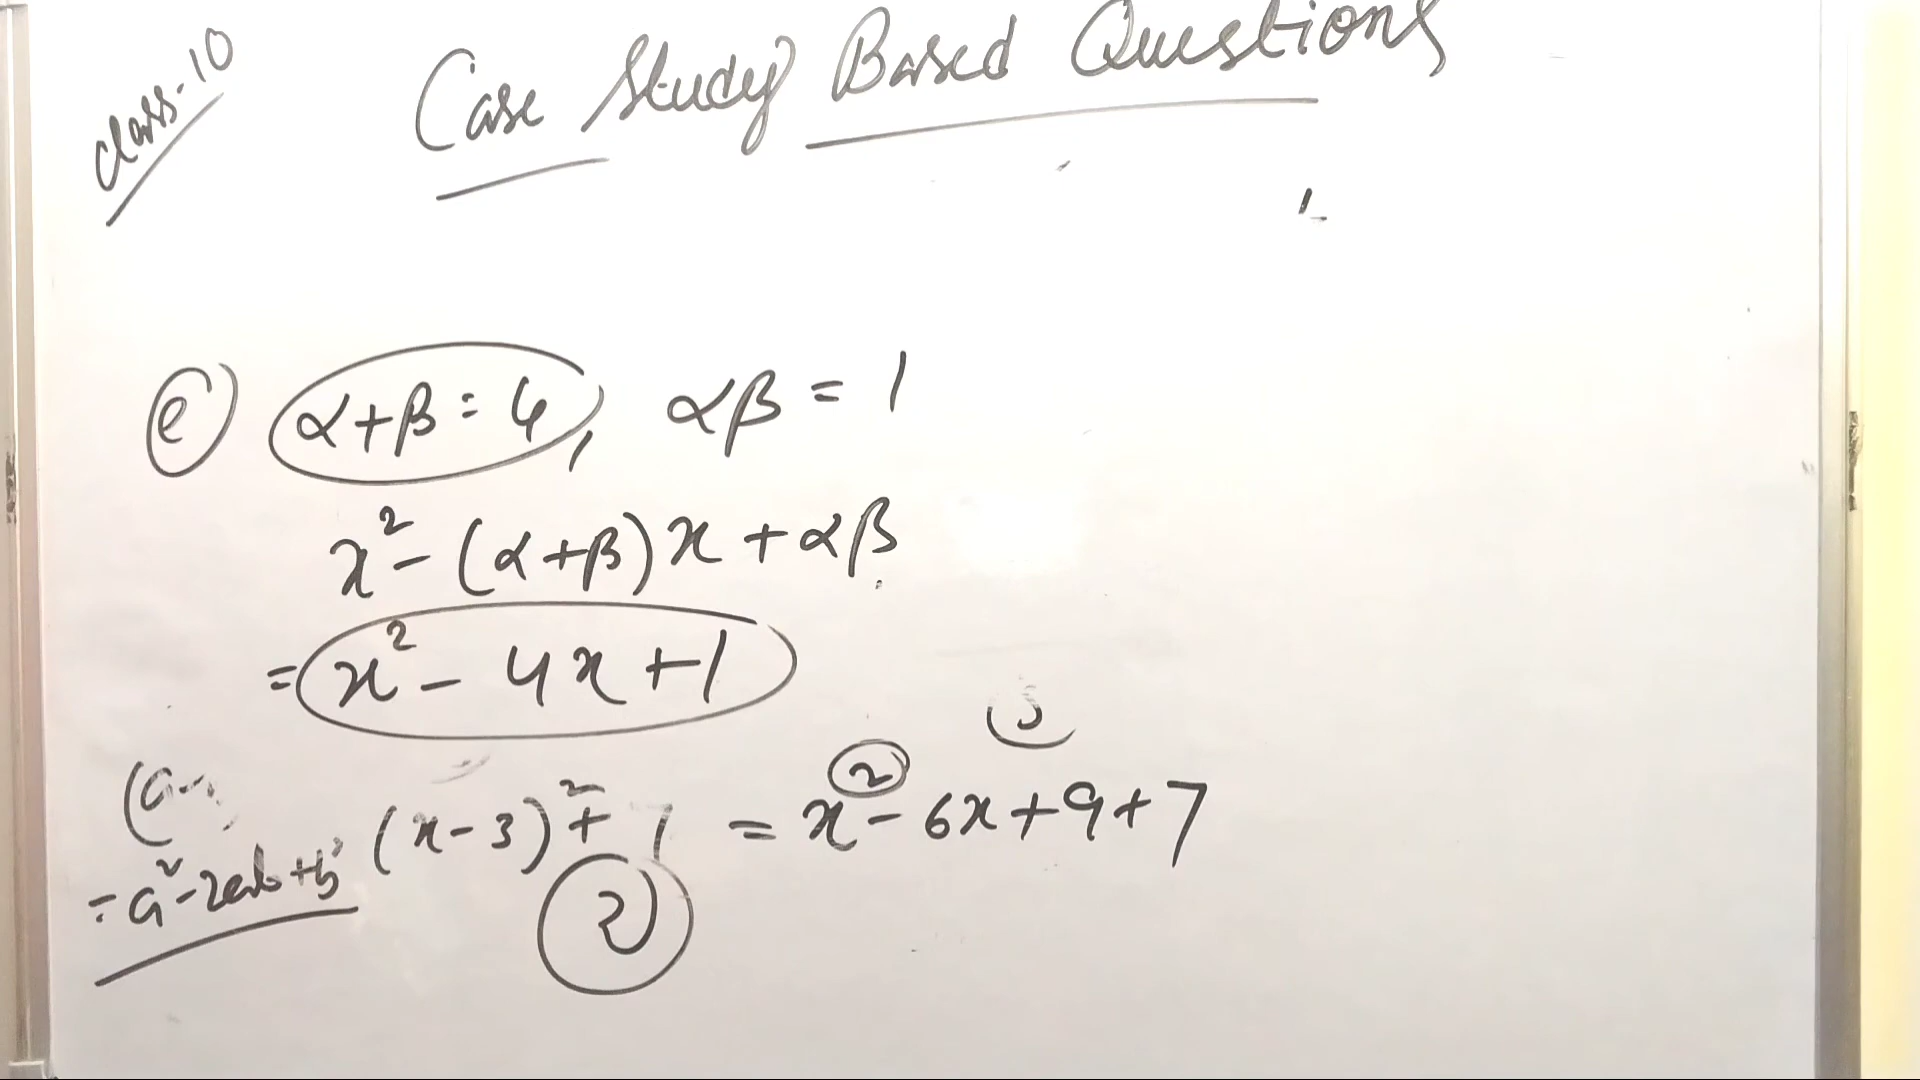 class-10
Case Study Based Questions
e α+β = 4, αβ = 1
x² - (α+β)x + αβ
= x² - 4x + 1
(x-3)² + 7 = x² - 6x + 9 + 7
= a² - 2ab + b²
2